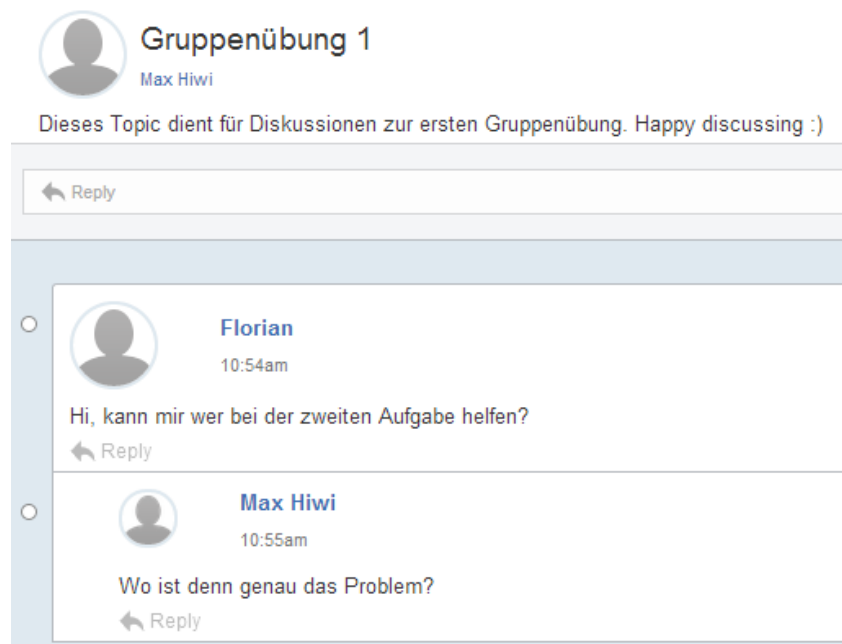 Gruppenübung 1
Max Hiwi
Dieses Topic dient für Diskussionen zur ersten Gruppenübung. Happy discussing :)
Reply
Florian
10:54am
Hi, kann mir wer bei der zweiten Aufgabe helfen?
Reply
Max Hiwi
10:55am
Wo ist denn genau das Problem?
Reply